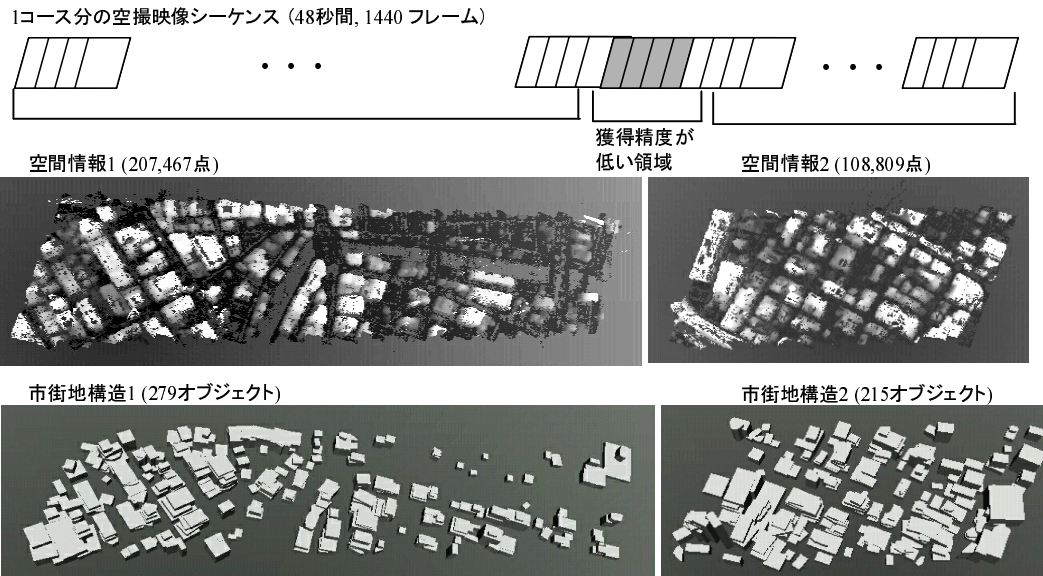 1コース分の空撮映像シーケンス (48秒間, 1440 フレーム)
・・・
・・・
獲得精度が
低い領域
空間情報1 (207,467点)
空間情報2 (108,809点)
市街地構造1 (279オブジェクト)
市街地構造2 (215オブジェクト)